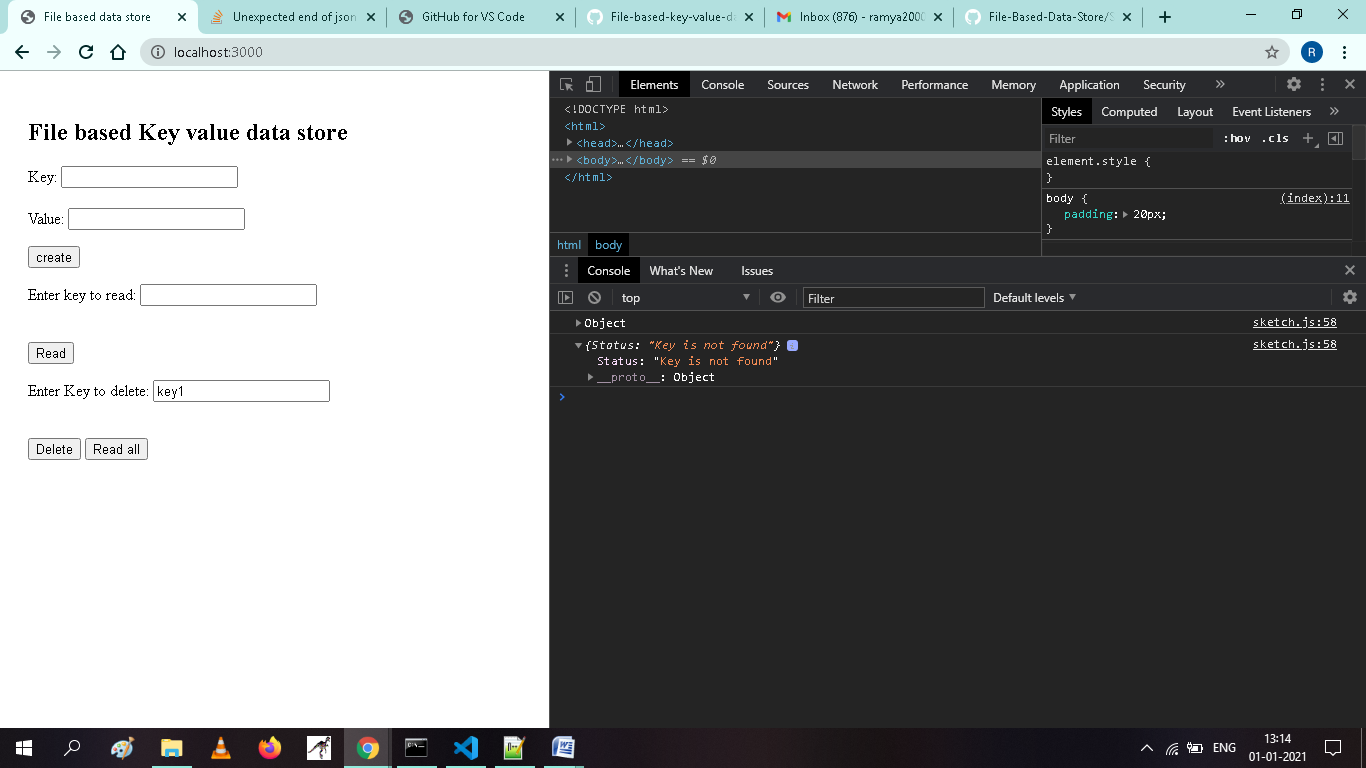 File based data store
Unexpected end of json
GitHub for VS Code
File-based-key-value-da
Inbox (876) - ramya2000
File-Based-Data-Store/S
localhost:3000
R
File based Key value data store
Key:
Value:
create
Enter key to read:
Read
Enter Key to delete: key1
Delete Read all
Elements Console Sources Network Performance Memory Application Security »
<!DOCTYPE html>
<html>
<head>…</head>
<body>…</body> == $0
</html>
html body
Styles Computed Layout Event Listeners »
Filter :hov .cls
element.style {
}
body { (index):11
padding: 20px;
}
Console What's New Issues
top Filter Default levels
Object sketch.js:58
{Status: "Key is not found"} sketch.js:58
Status: "Key is not found"
__proto__: Object
ENG 13:14
01-01-2021